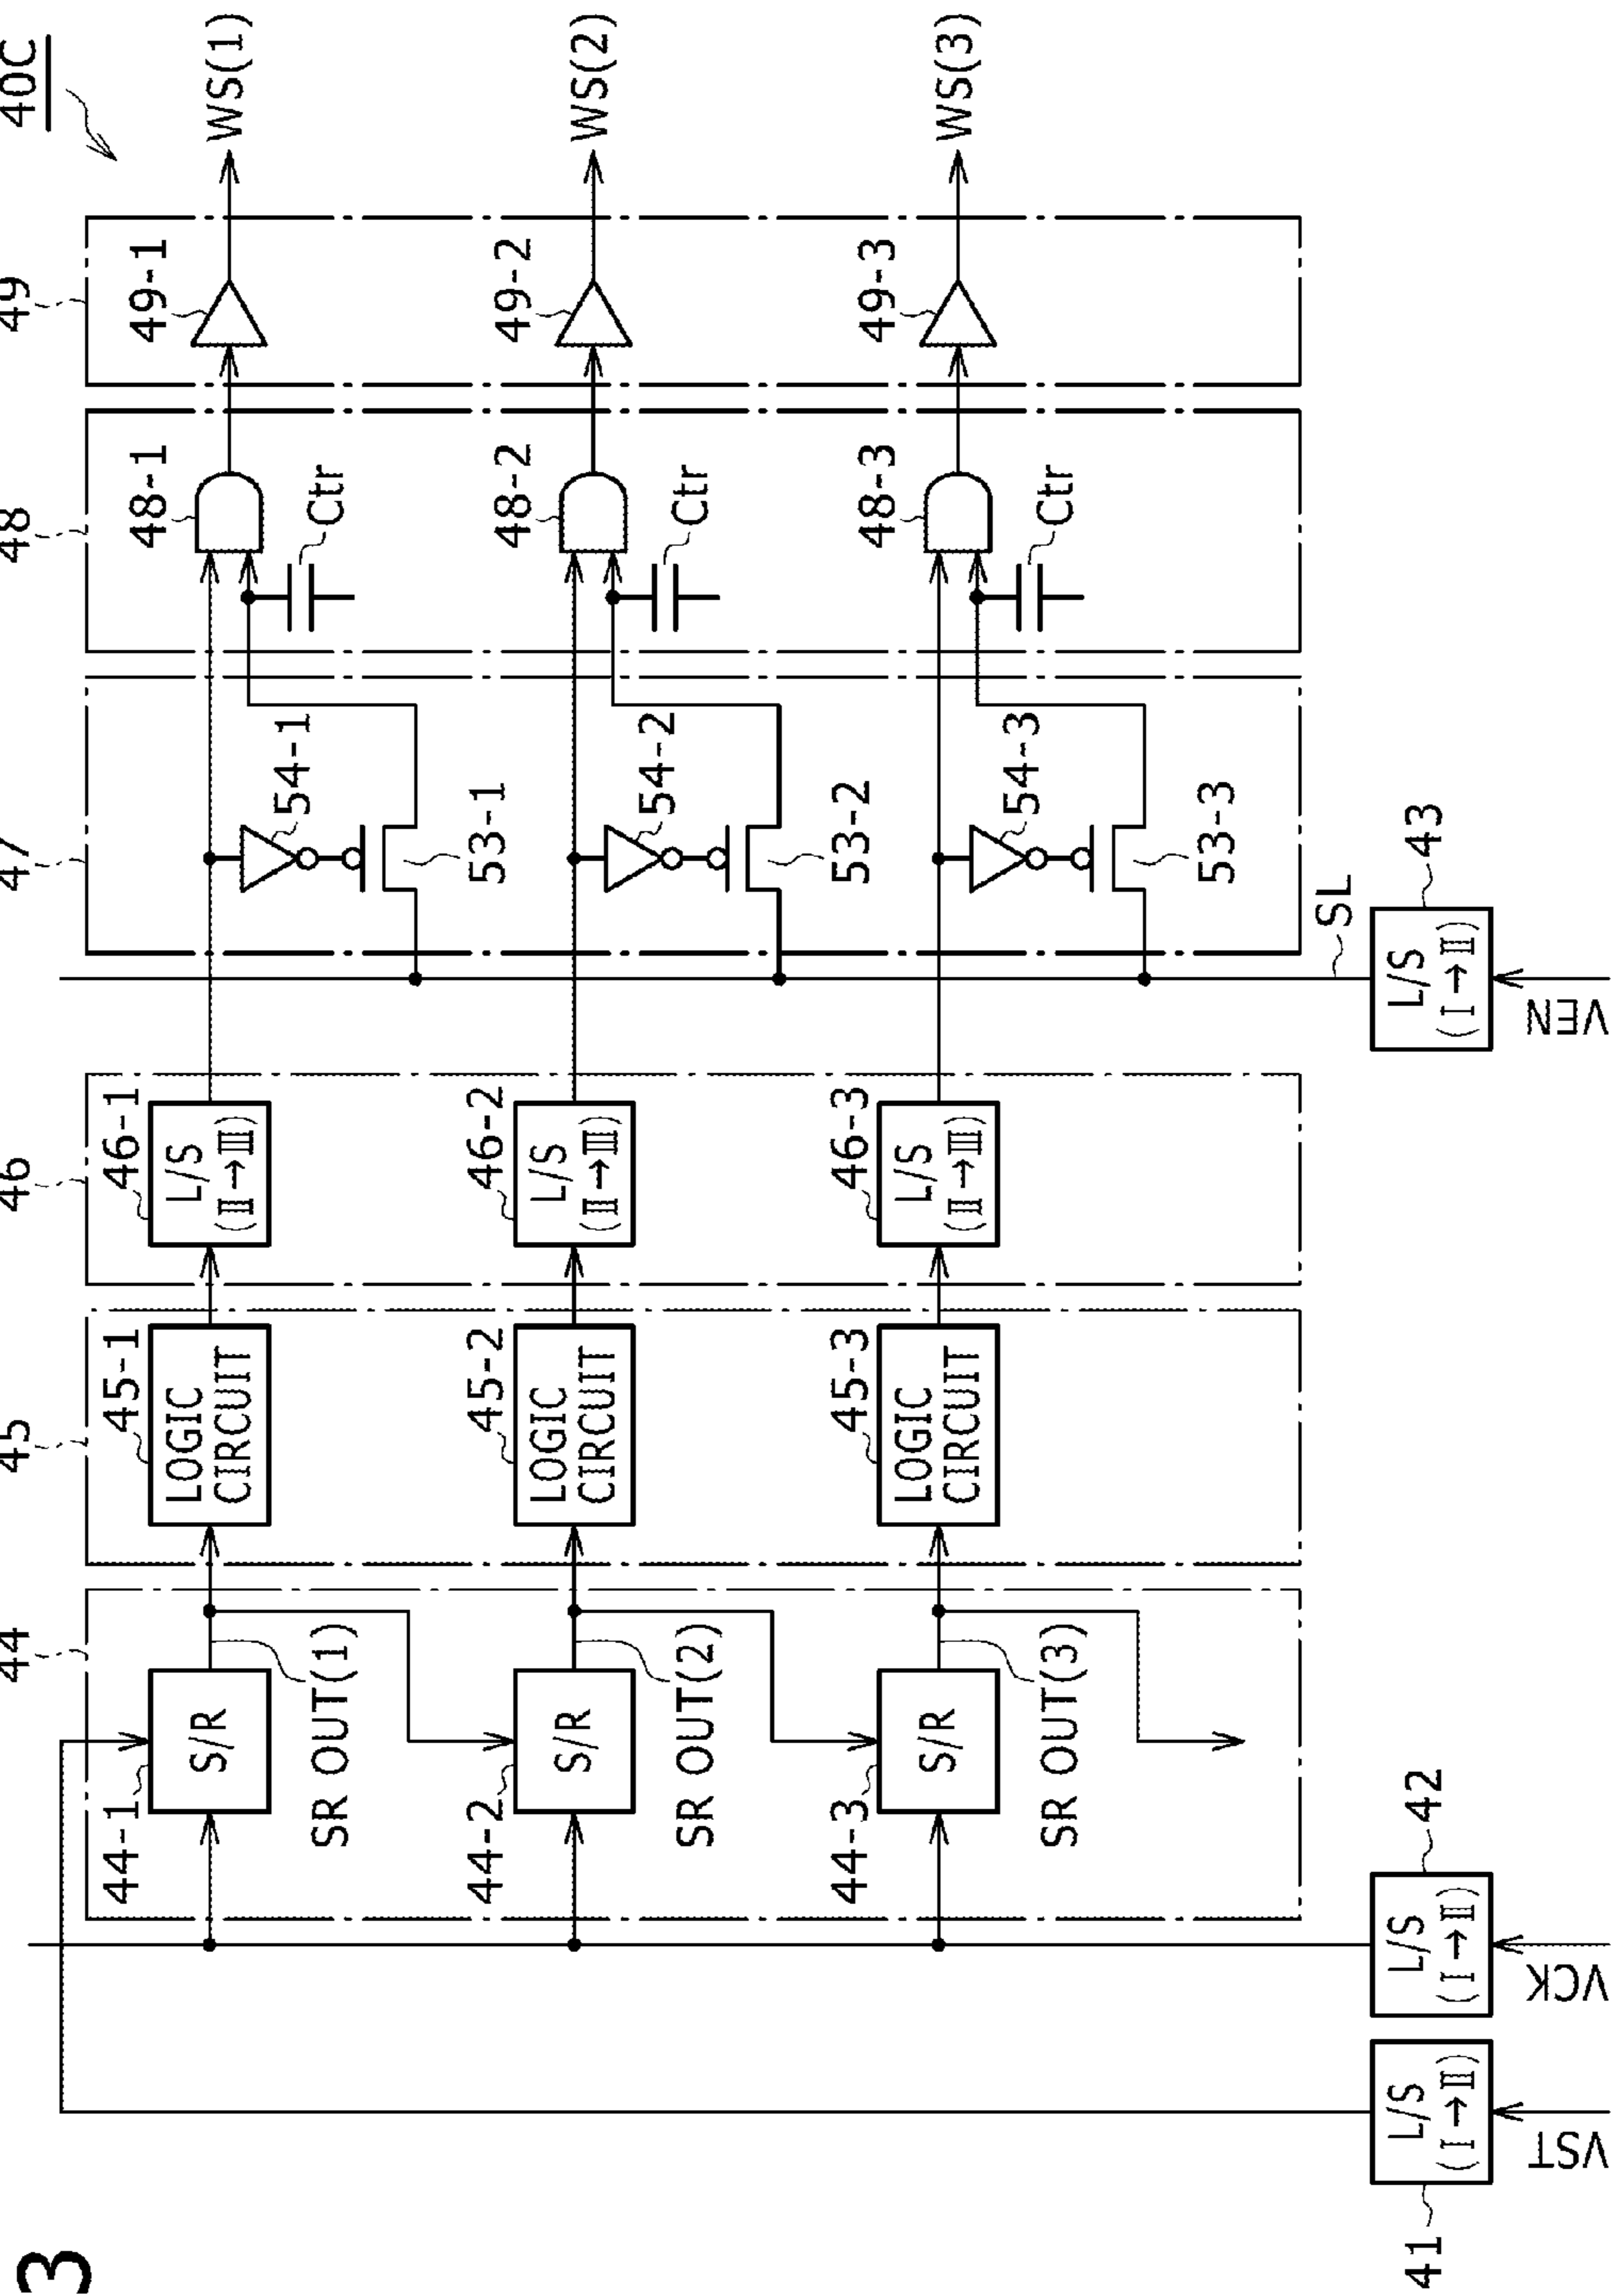 3
40C
44
45
46
47
48
49
44-1
S/R
SR OUT(1)
45-1
LOGIC
CIRCUIT
46-1
L/S
(II→III)
54-1
53-1
48-1
Ctr
49-1
WS(1)
44-2
S/R
SR OUT(2)
45-2
LOGIC
CIRCUIT
46-2
L/S
(II→III)
54-2
53-2
48-2
Ctr
49-2
WS(2)
44-3
S/R
SR OUT(3)
45-3
LOGIC
CIRCUIT
46-3
L/S
(II→III)
54-3
53-3
48-3
Ctr
49-3
WS(3)
SL
41
L/S
(I→II)
VST
42
L/S
(I→II)
VCK
43
L/S
(I→II)
VEN